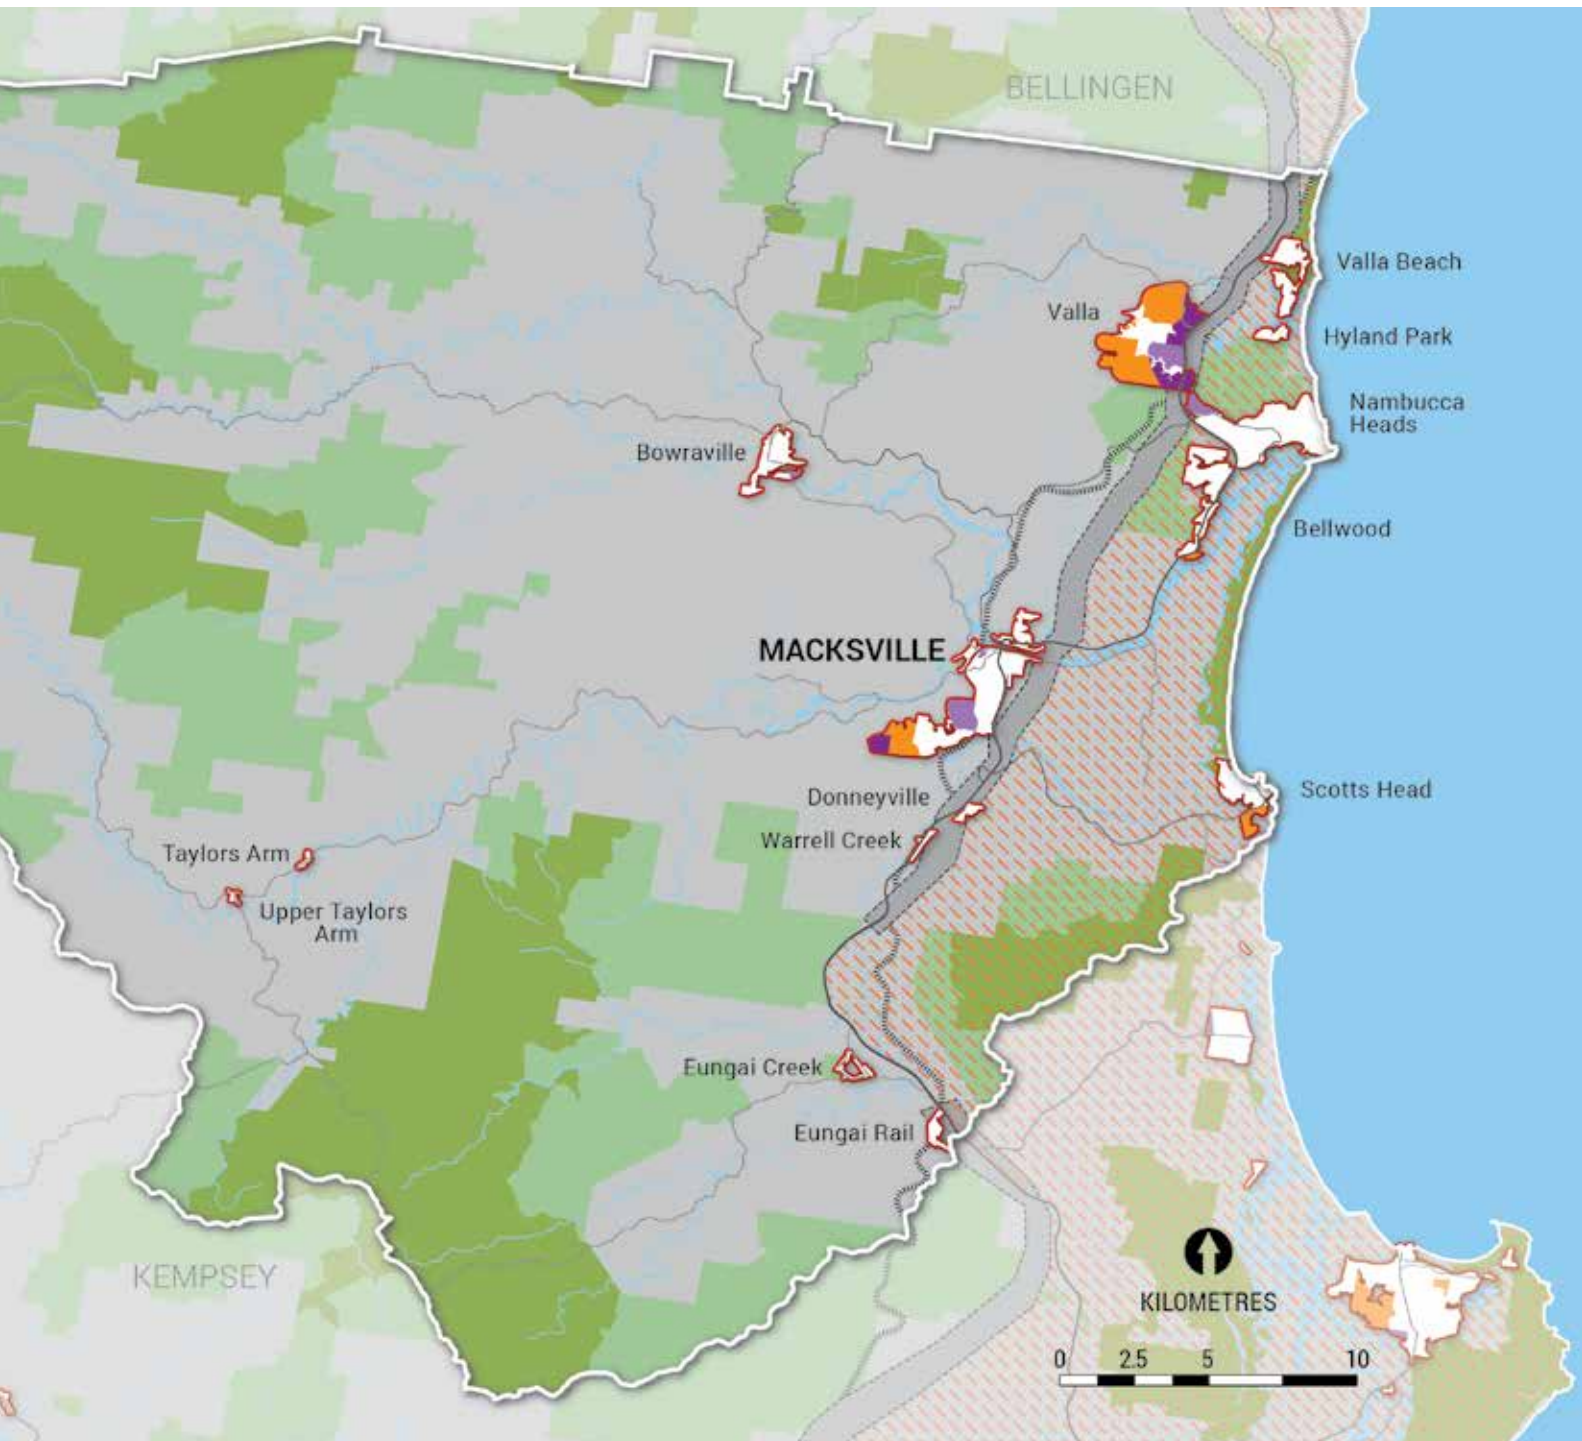 BELLINGEN
Valla Beach
Valla
Hyland Park
Nambucca
Heads
Bowraville
Bellwood
MACKSVILLE
Scotts Head
Donneyville
Warrell Creek
Taylors Arm
Upper Taylors
Arm
Eungai Creek
Eungai Rail
KEMPSEY
KILOMETRES
0 2.5 5 10